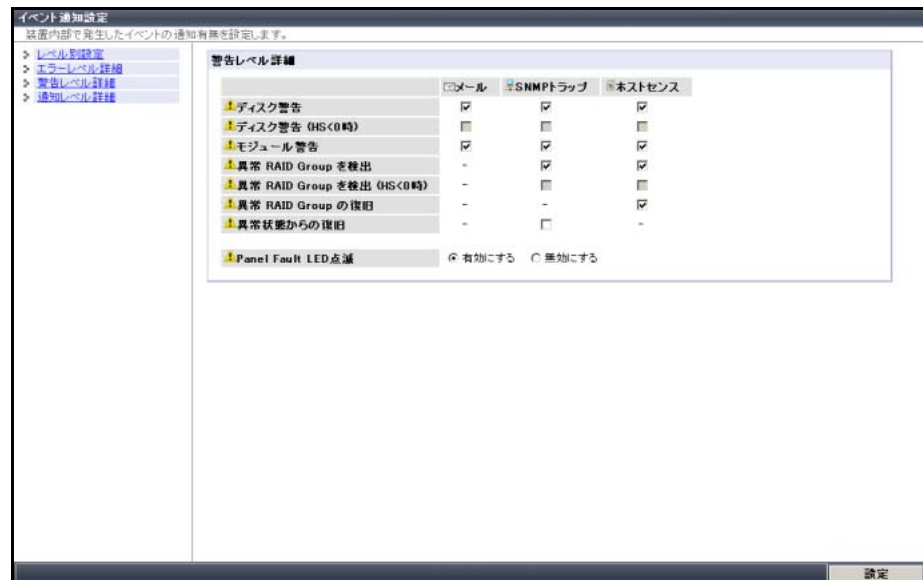 イベント通知設定
装置内部で発生したイベントの通知有無を設定します。
レベル別設定
エラーレベル詳細
警告レベル詳細
通知レベル詳細
警告レベル詳細
メール SNMPトラップ ホストセンス
ディスク警告
ディスク警告 (HS<0時)
モジュール警告
異常 RAID Group を検出 -
異常 RAID Group を検出 (HS<0時) -
異常 RAID Group の復旧 - -
異常状態からの復旧 - -
Panel Fault LED点滅 有効にする 無効にする
設定